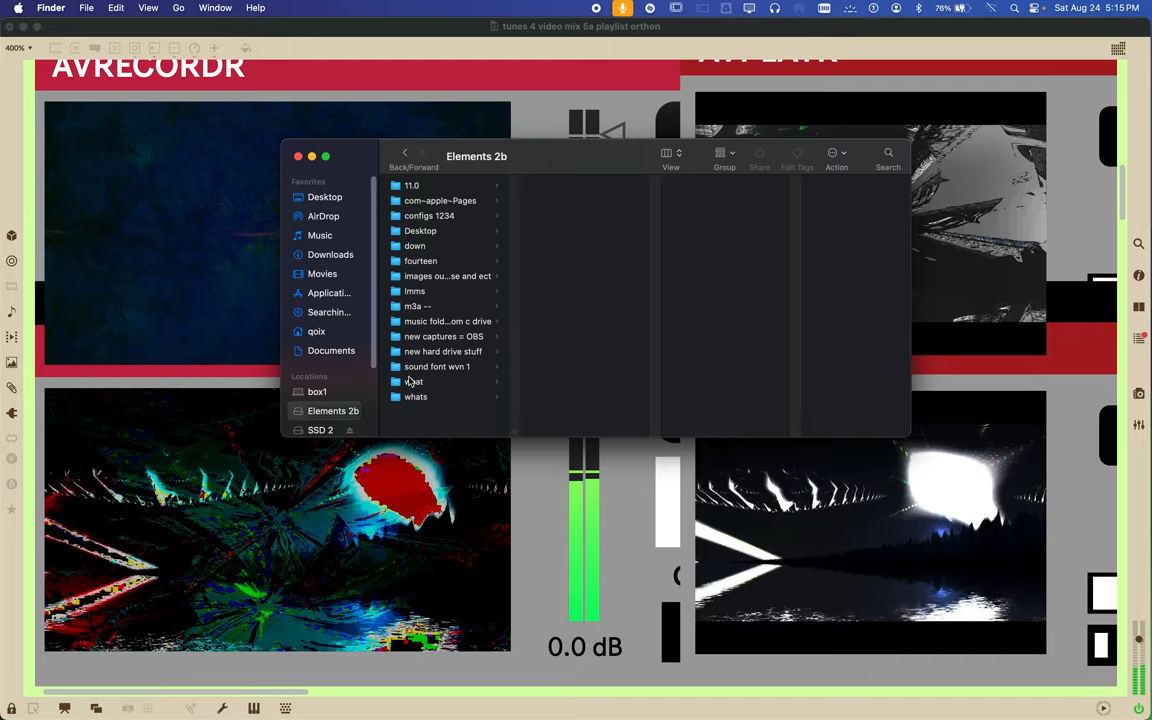 Finder File Edit View Go Window Help
76% Sat Aug 24 5:15 PM
tunes 4 video mix 5a playlist orthon
400%
AVRECORDR
Elements 2b
Back/Forward View Group Share Edit Tags Action Search
Favorites
Desktop
AirDrop
Music
Downloads
Movies
Applicati...
Searchin...
qoix
Documents
Locations
box1
Elements 2b
SSD 2
11.0
com~apple~Pages
configs 1234
Desktop
down
fourteen
images ou...se and ect
lmms
m3a --
music fold...om c drive
new captures = OBS
new hard drive stuff
sound font wvn 1
what
whats
0.0 dB